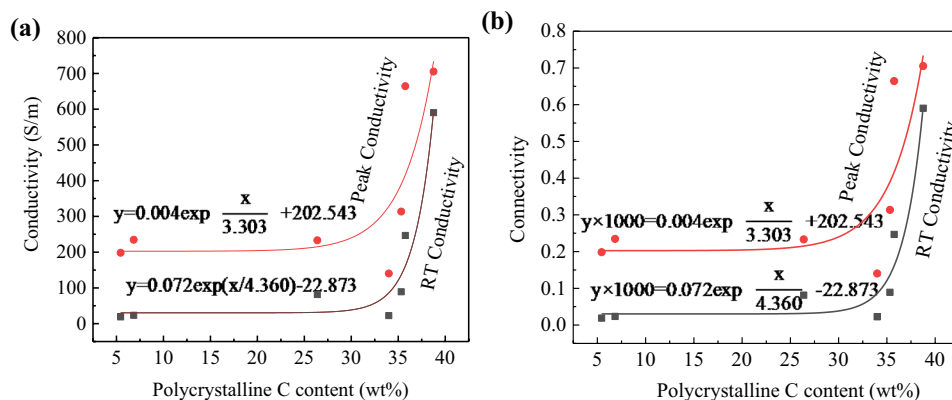 (a)
800
700
600
500
400
300
200
100
0
Conductivity (S/m)
Peak Conductivity
RT Conductivity
y=0.004exp x/3.303 +202.543
y=0.072exp(x/4.360)-22.873
5 10 15 20 25 30 35 40
Polycrystalline C content (wt%)
(b)
0.8
0.7
0.6
0.5
0.4
0.3
0.2
0.1
0.0
Connectivity
Peak Conductivity
RT Conductivity
y×1000=0.004exp x/3.303 +202.543
y×1000=0.072exp x/4.360 -22.873
5 10 15 20 25 30 35 40
Polycrystalline C content (wt%)